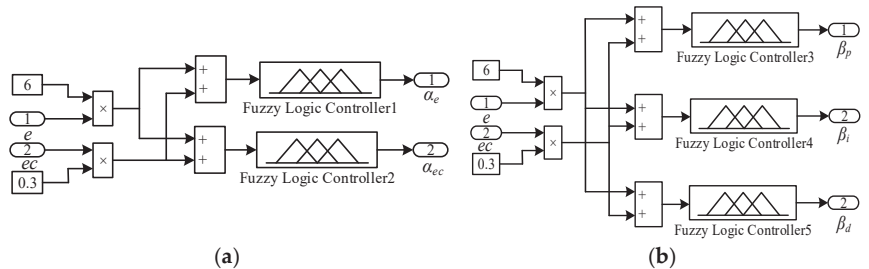 6
×
1
e
2
ec
0.3
×
+
+
+
+
Fuzzy Logic Controller1
Fuzzy Logic Controller2
1
αe
2
αec
(a)
6
×
1
e
2
ec
0.3
×
+
+
+
+
+
+
Fuzzy Logic Controller3
Fuzzy Logic Controller4
Fuzzy Logic Controller5
1
βp
2
βi
2
βd
(b)